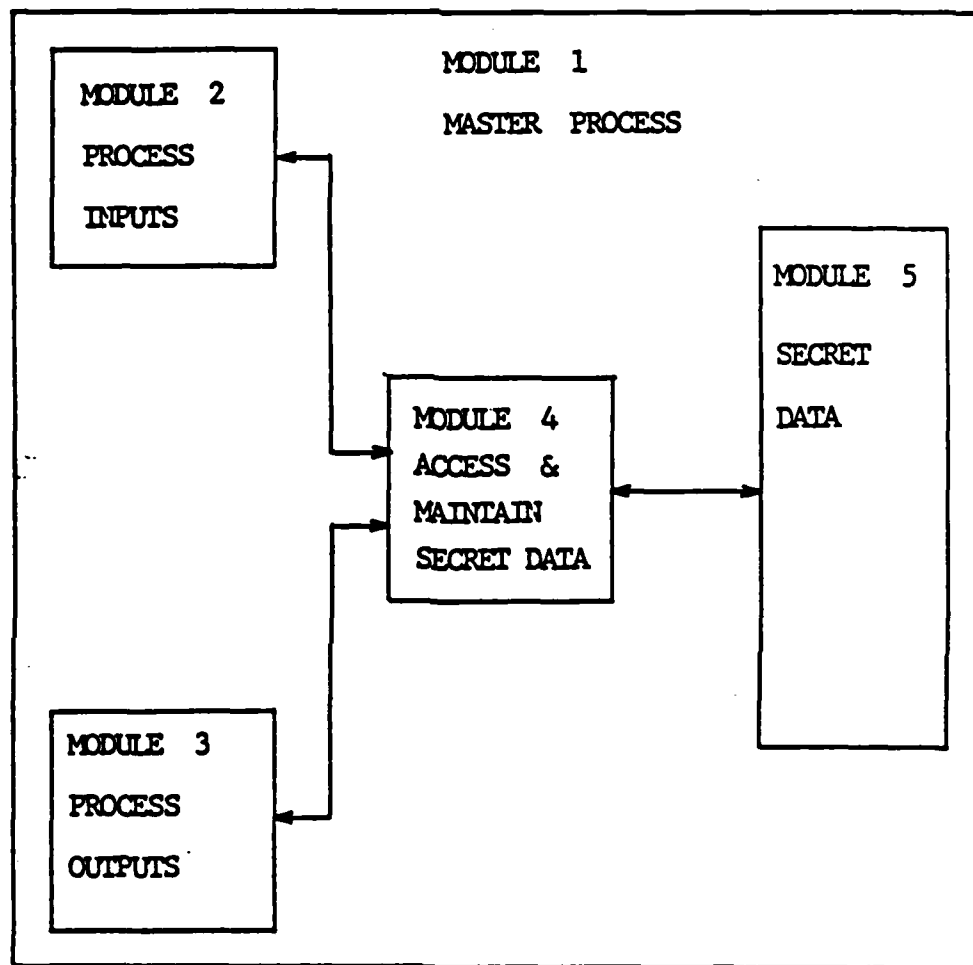 MODULE 1
MASTER PROCESS
MODULE 2
PROCESS
INPUTS
MODULE 5
SECRET
DATA
MODULE 4
ACCESS &
MAINTAIN
SECRET DATA
MODULE 3
PROCESS
OUTPUTS